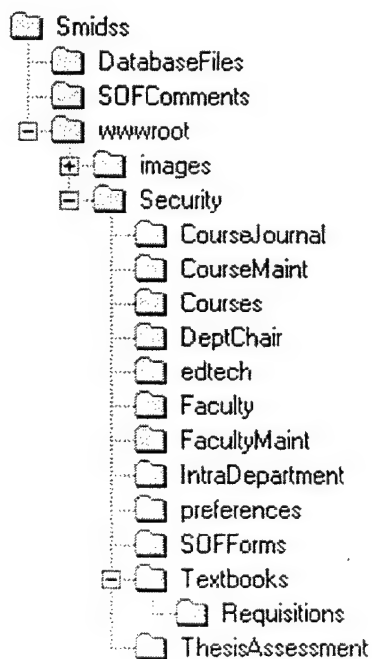 Smidss
DatabaseFiles
SOFComments
wwwroot
images
Security
CourseJournal
CourseMaint
Courses
DeptChair
edtech
Faculty
FacultyMaint
IntraDepartment
preferences
SOFForms
Textbooks
Requisitions
ThesisAssessment